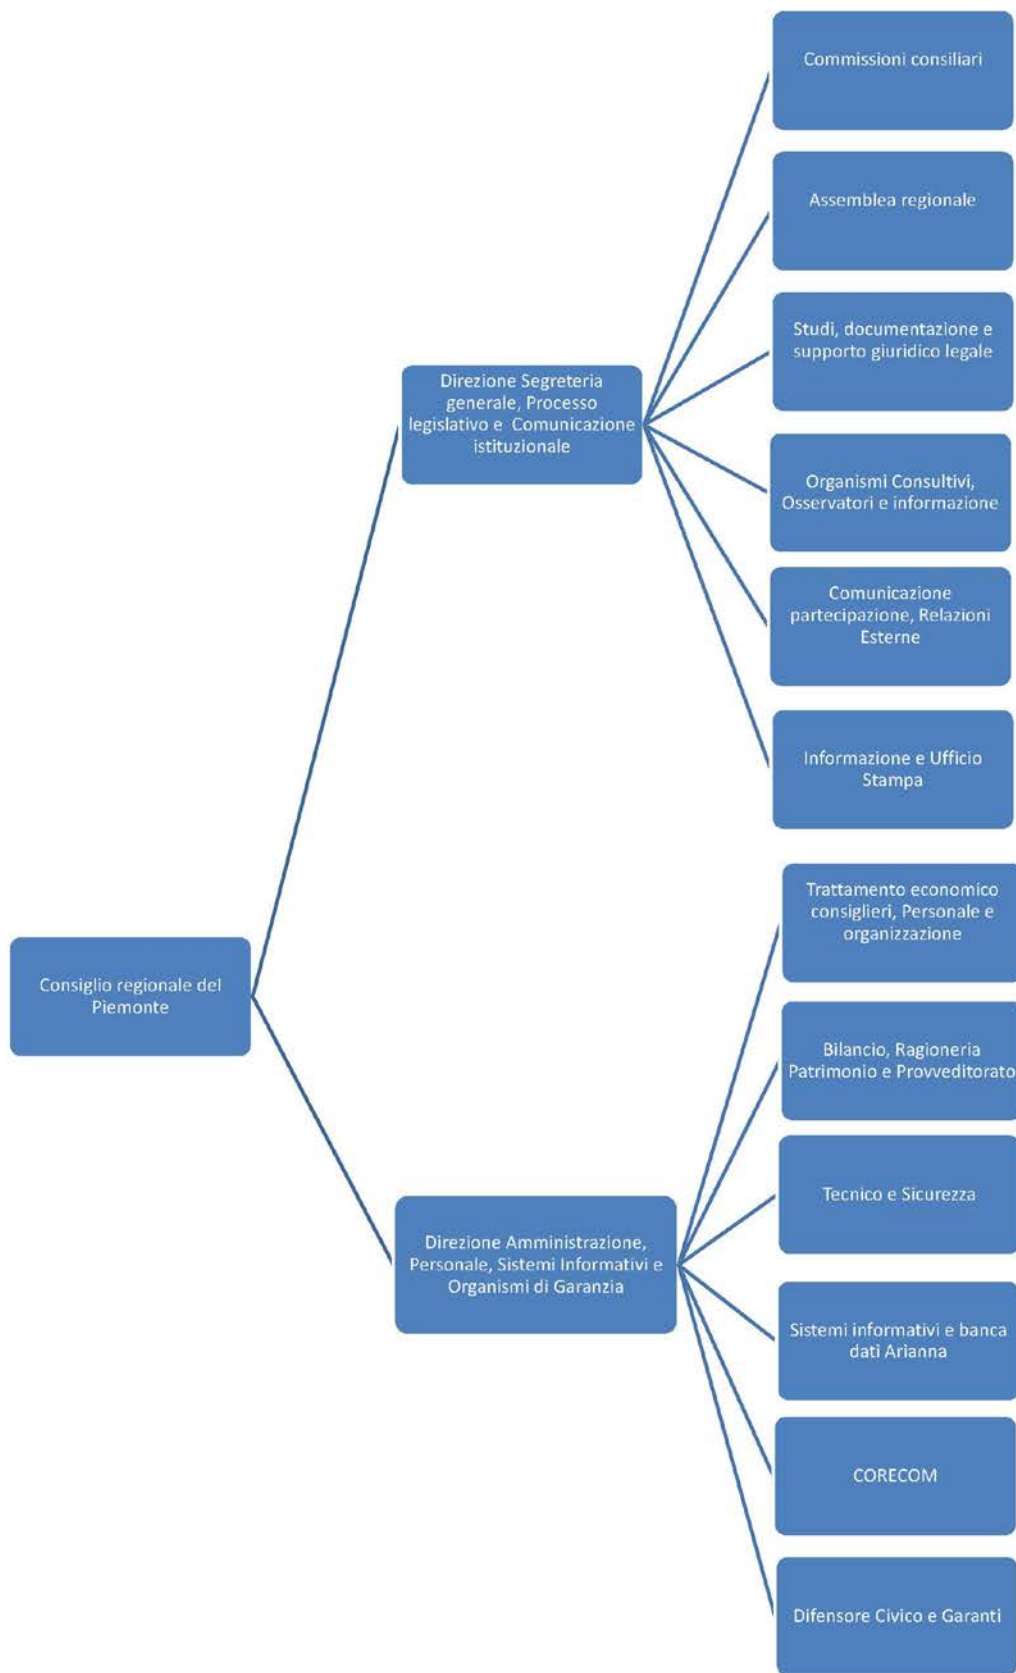 Commissioni consiliari
Assemblea regionale
Studi, documentazione e
supporto giuridico legale
Direzione Segreteria
generale, Processo
legislativo e Comunicazione
istituzionale
Organismi Consultivi,
Osservatori e informazione
Comunicazione
partecipazione, Relazioni
Esterne
Informazione e Ufficio
Stampa
Consiglio regionale del
Piemonte
Trattamento economico
consiglieri, Personale e
organizzazione
Bilancio, Ragioneria
Patrimonio e Provveditorato
Tecnico e Sicurezza
Direzione Amministrazione,
Personale, Sistemi Informativi e
Organismi di Garanzia
Sistemi informativi e banca
dati Arianna
CORECOM
Difensore Civico e Garanti